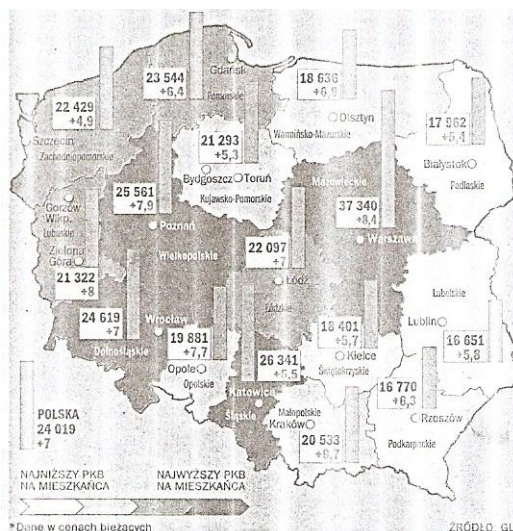 Gdańsk
23 544
+6,4
Pomorskie
18 636
+6,9
Olsztyn
Warmińsko-Mazurskie
22 429
+4,9
Szczecin
Zachodniopomorskie
17 962
+5,4
Białystok
Podlaskie
21 293
+5,3
Bydgoszcz Toruń
Kujawsko-Pomorskie
Mazowieckie
37 340
+8,4
Warszawa
25 561
+7,9
Poznań
Wielkopolskie
Gorzów
Wlkp.
Lubuskie
Zielona
Góra
21 322
+8
22 097
+7
Łódź
Łódzkie
24 619
+7
Wrocław
Dolnośląskie
19 881
+7,7
Opole
Opolskie
26 341
+5,5
Katowice
Śląskie
18 401
+5,7
Kielce
Świętokrzyskie
Lubelskie
Lublin
16 651
+5,8
16 770
+6,3
Rzeszów
Podkarpackie
Małopolskie
Kraków
20 533
+6,7
POLSKA
24 019
+7
NAJNIŻSZY PKB
NA MIESZKAŃCA
NAJWYŻSZY PKB
NA MIESZKAŃCA
*Dane w cenach bieżących
ŹRÓDŁO: GU